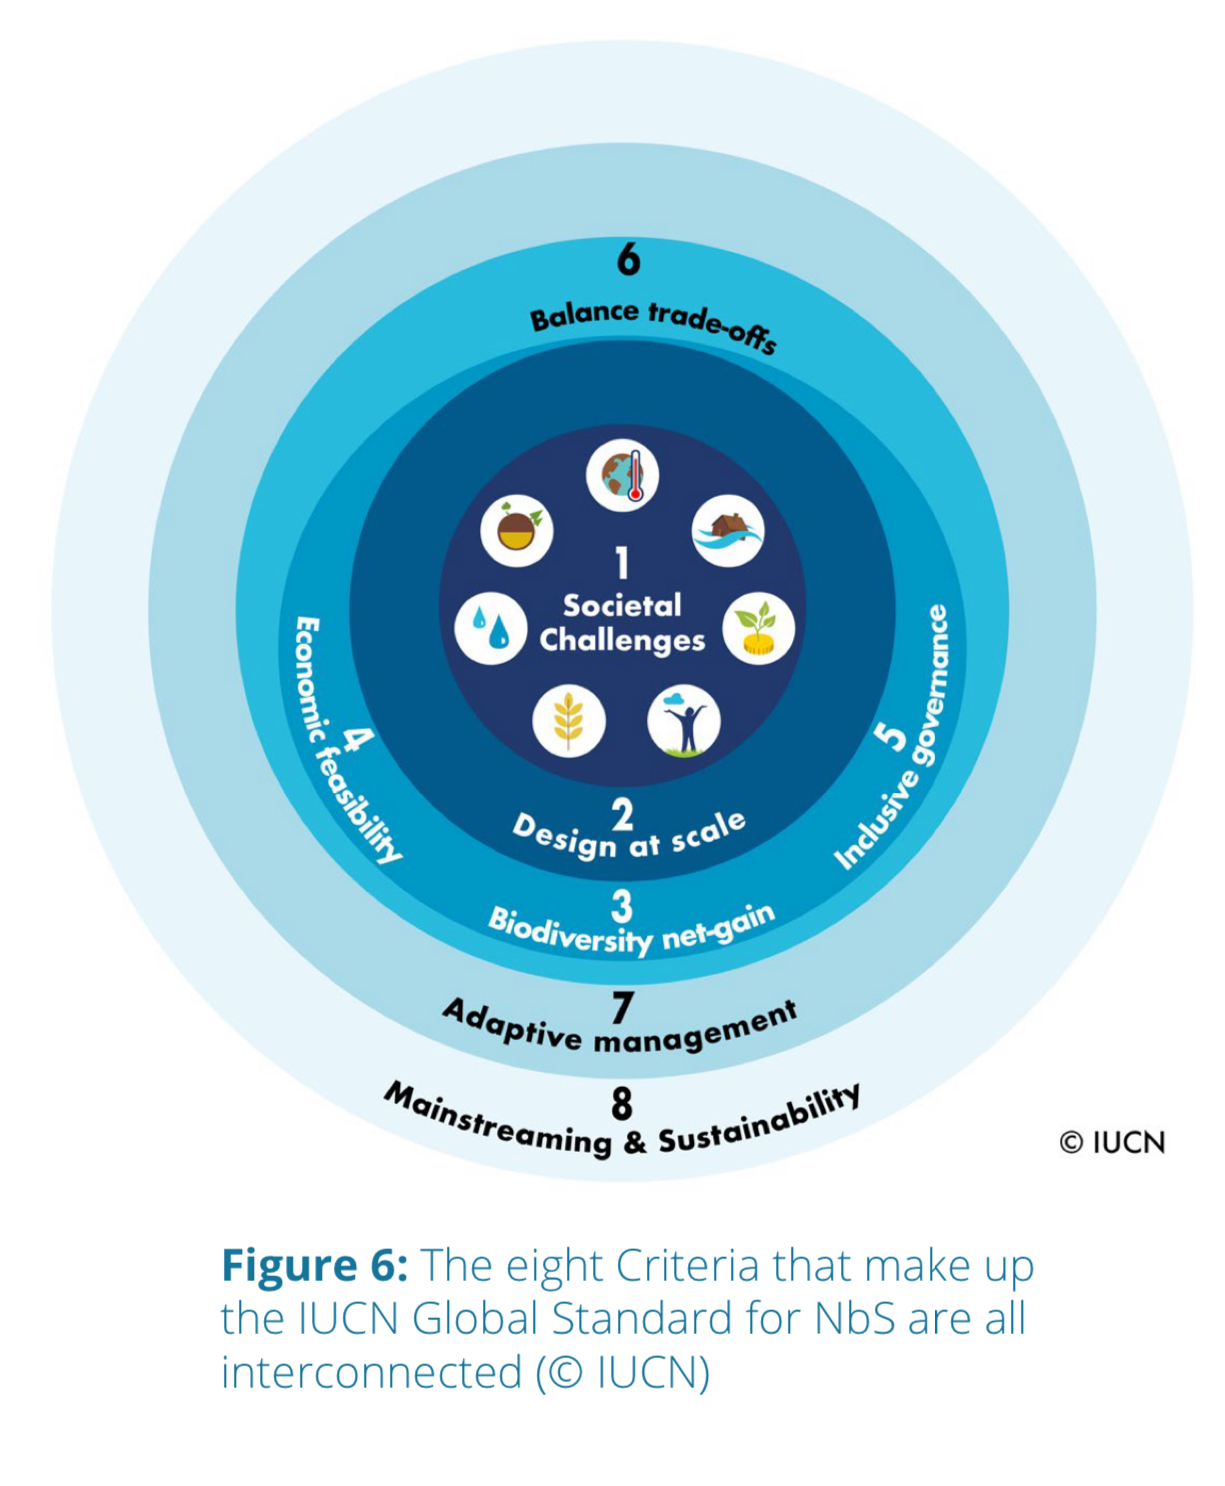 6
Balance trade-offs
1
Societal
Challenges
4
Economic feasibility
5
Inclusive governance
2
Design at scale
3
Biodiversity net-gain
7
Adaptive management
8
Mainstreaming & Sustainability
© IUCN
Figure 6: The eight Criteria that make up
the IUCN Global Standard for NbS are all
interconnected (© IUCN)